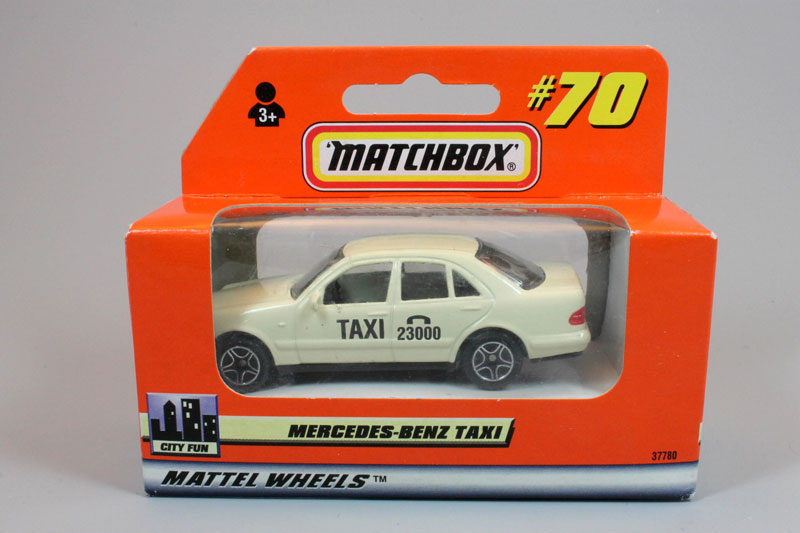 #70
3+
'MATCHBOX'®
TAXI 23000
MERCEDES-BENZ TAXI
CITY FUN
37780
MATTEL WHEELS™